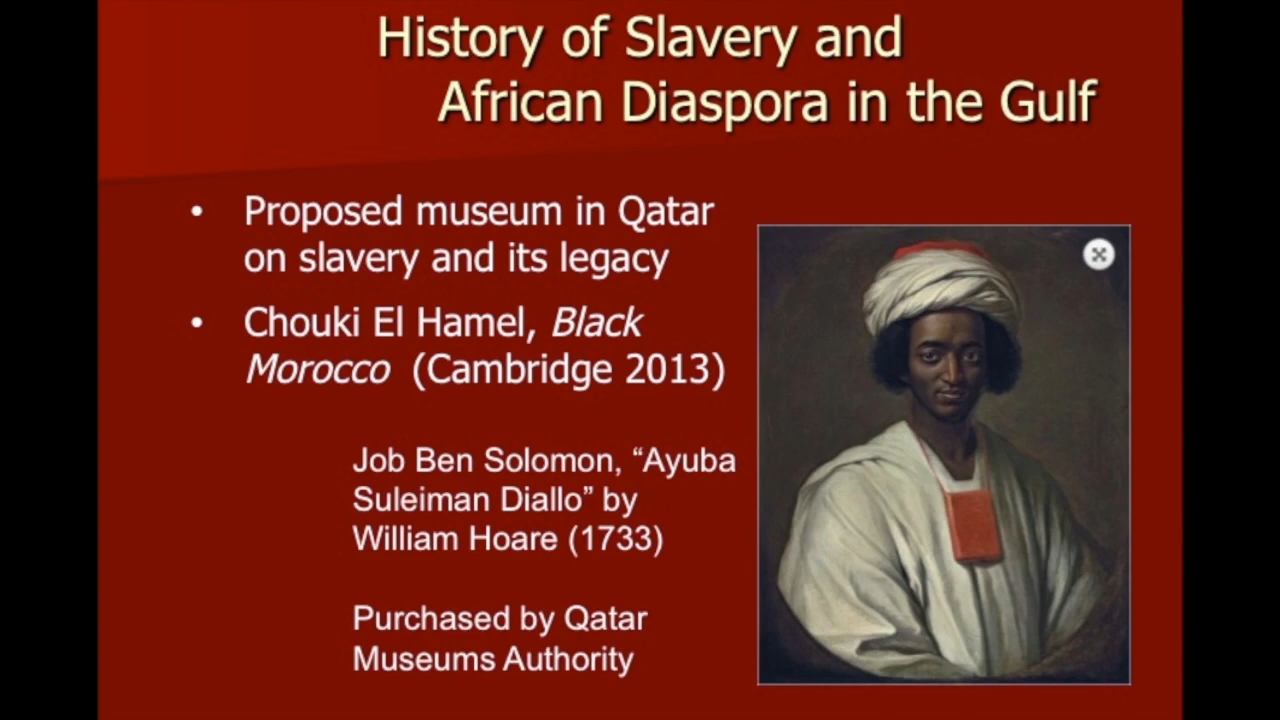 History of Slavery and
African Diaspora in the Gulf
• Proposed museum in Qatar
on slavery and its legacy
• Chouki El Hamel, Black
Morocco (Cambridge 2013)
Job Ben Solomon, “Ayuba
Suleiman Diallo” by
William Hoare (1733)
Purchased by Qatar
Museums Authority